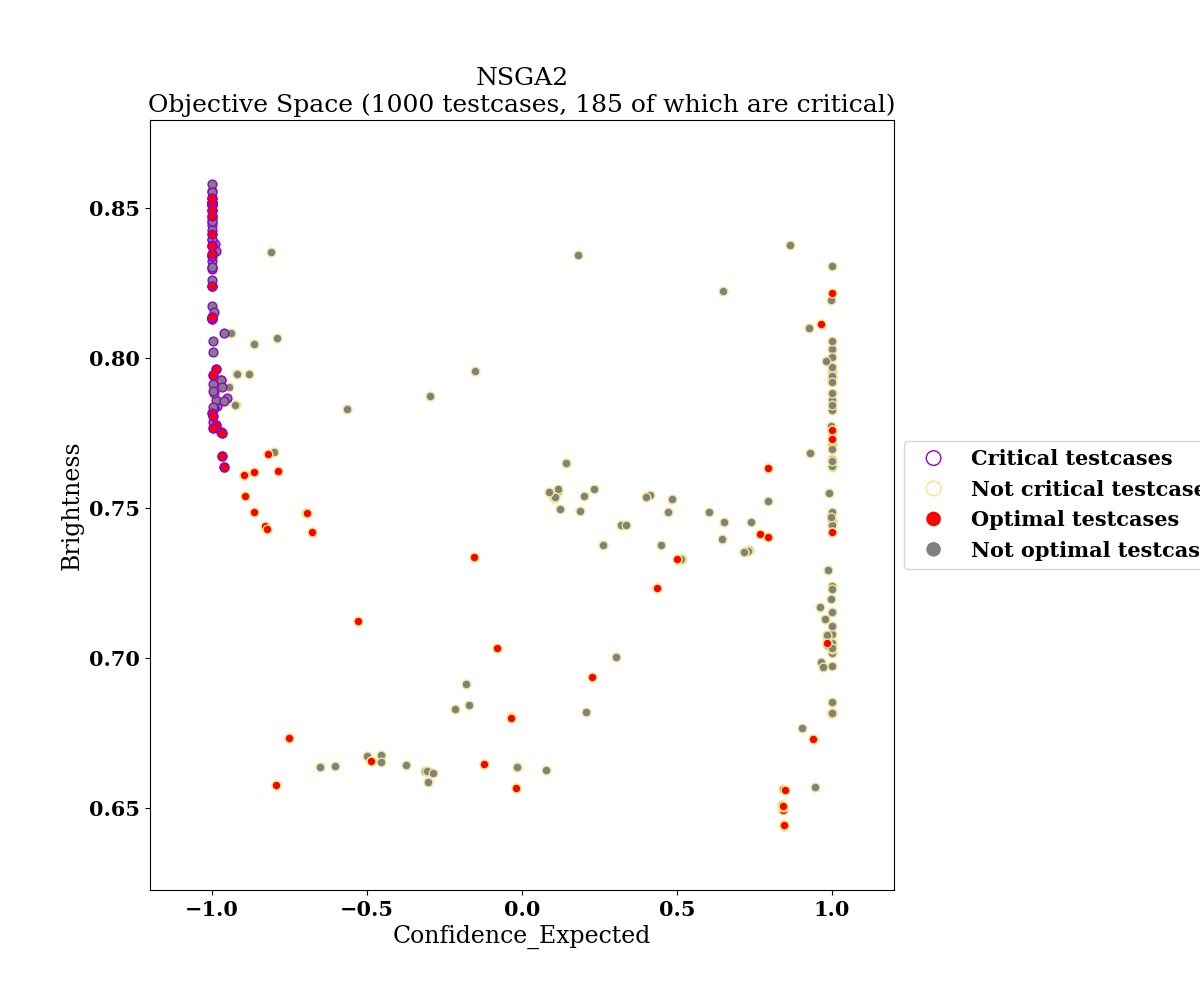 NSGA2
Objective Space (1000 testcases, 185 of which are critical)
0.85
0.80
0.75
0.70
0.65
Brightness
−1.0
−0.5
0.0
0.5
1.0
Confidence_Expected
Critical testcases
Not critical testcase
Optimal testcases
Not optimal testcas